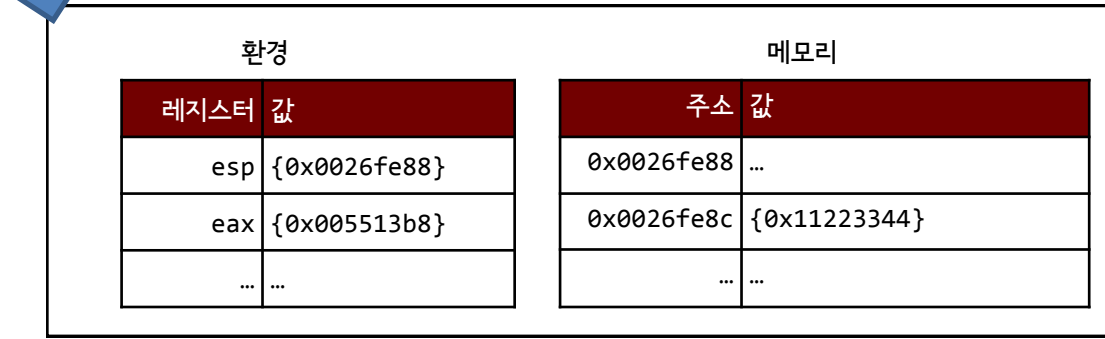 환경
레지스터 값
esp {0x0026fe88}
eax {0x005513b8}
… …
메모리
주소 값
0x0026fe88 …
0x0026fe8c {0x11223344}
… …